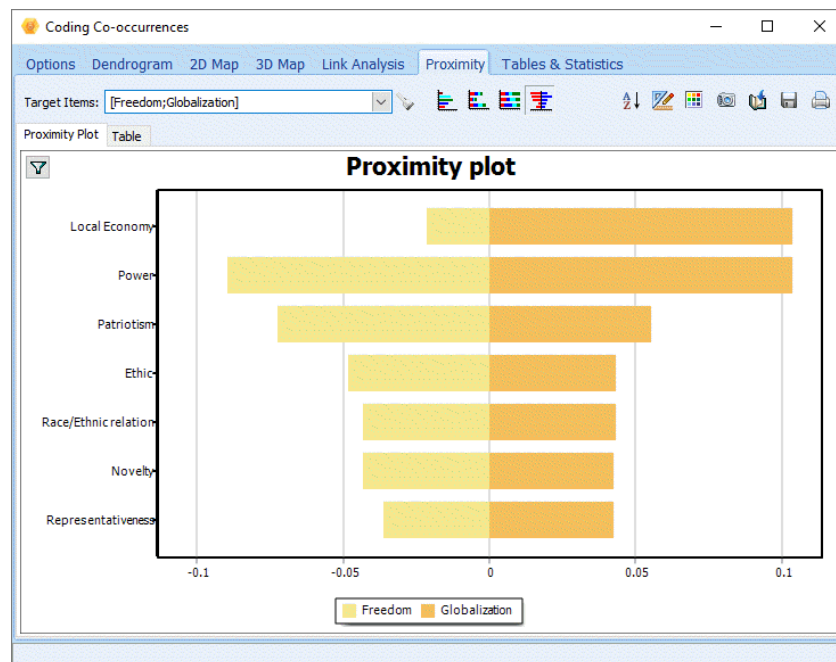 Coding Co-occurrences
Options Dendrogram 2D Map 3D Map Link Analysis Proximity Tables & Statistics
Target Items: [Freedom;Globalization]
Proximity Plot Table
Proximity plot
Local Economy
Power
Patriotism
Ethic
Race/Ethnic relation
Novelty
Representativeness
-0.1 -0.05 0 0.05 0.1
Freedom Globalization